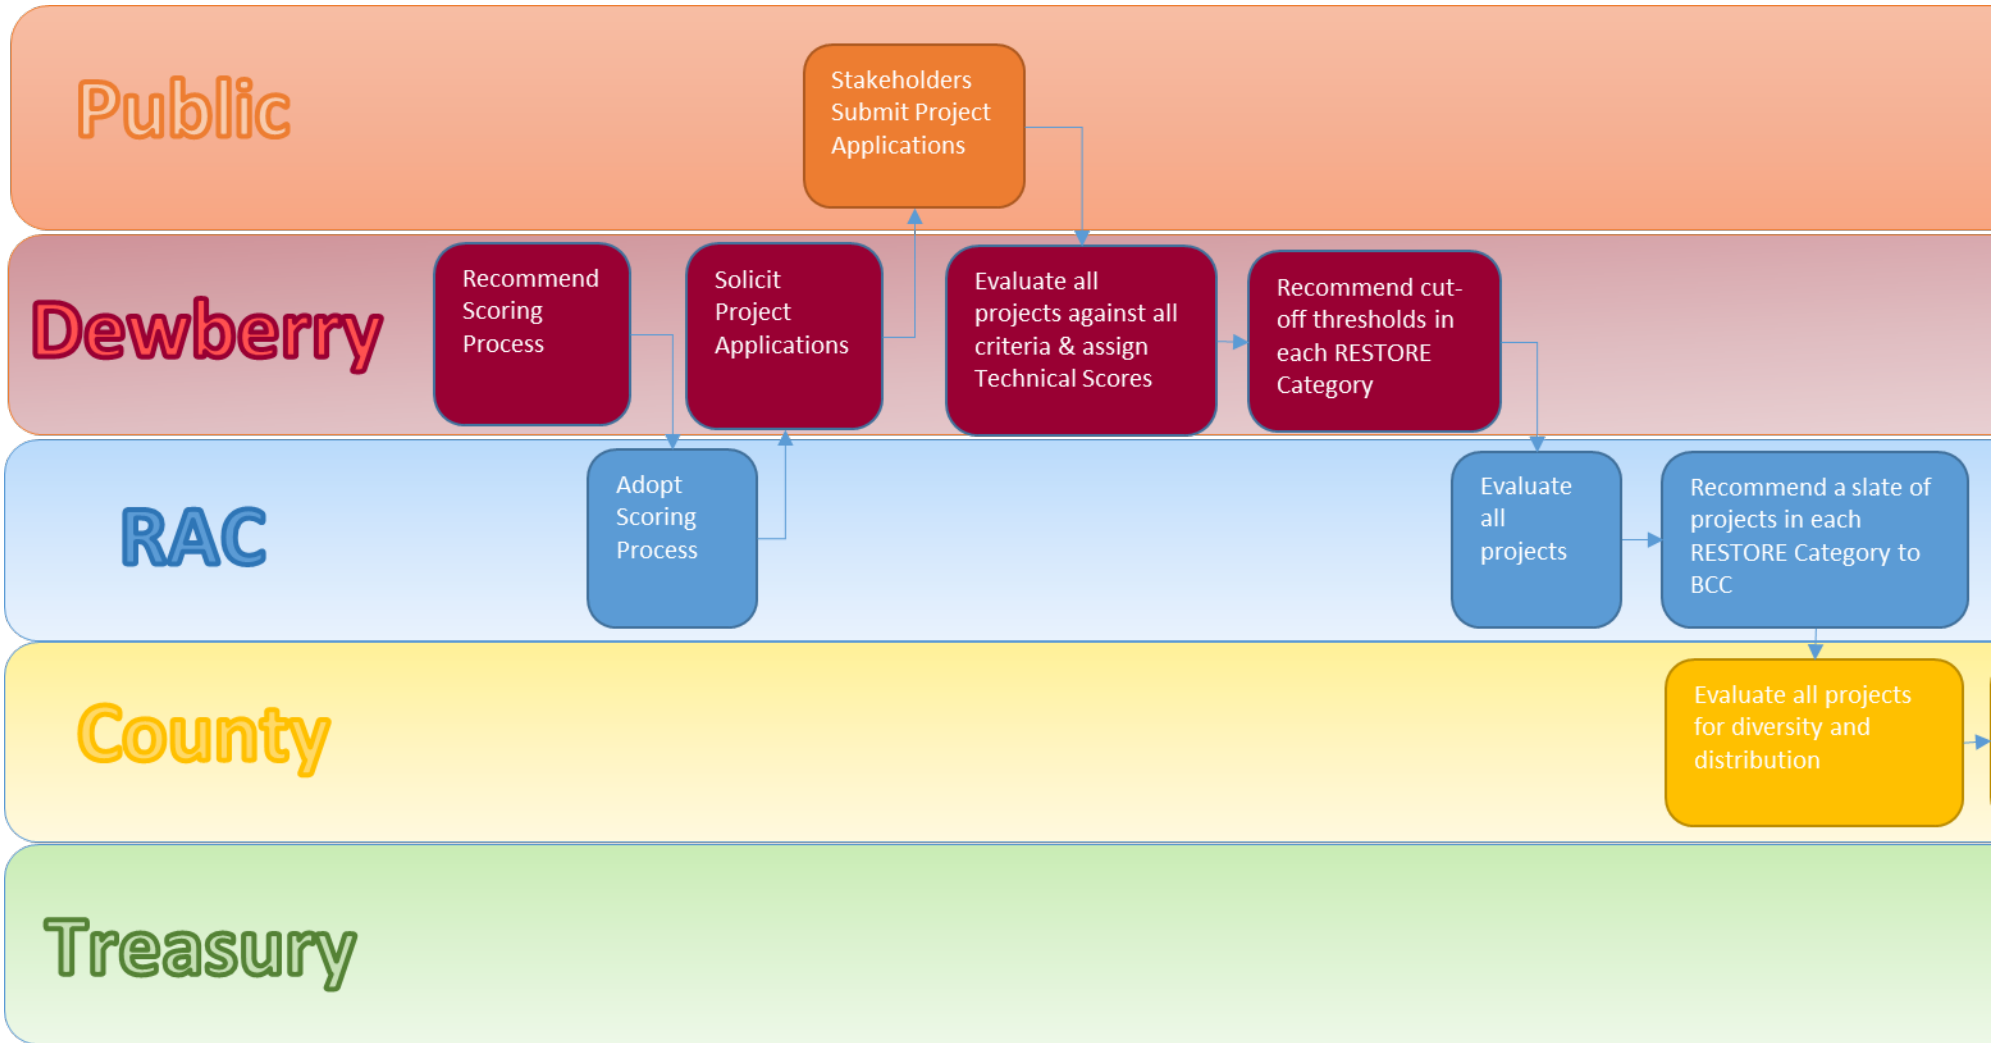 Public
Stakeholders
Submit Project
Applications
Dewberry
Recommend
Scoring
Process
Solicit
Project
Applications
Evaluate all
projects against all
criteria & assign
Technical Scores
Recommend cut-
off thresholds in
each RESTORE
Category
RAC
Adopt
Scoring
Process
Evaluate
all
projects
Recommend a slate of
projects in each
RESTORE Category to
BCC
County
Evaluate all projects
for diversity and
distribution
Treasury